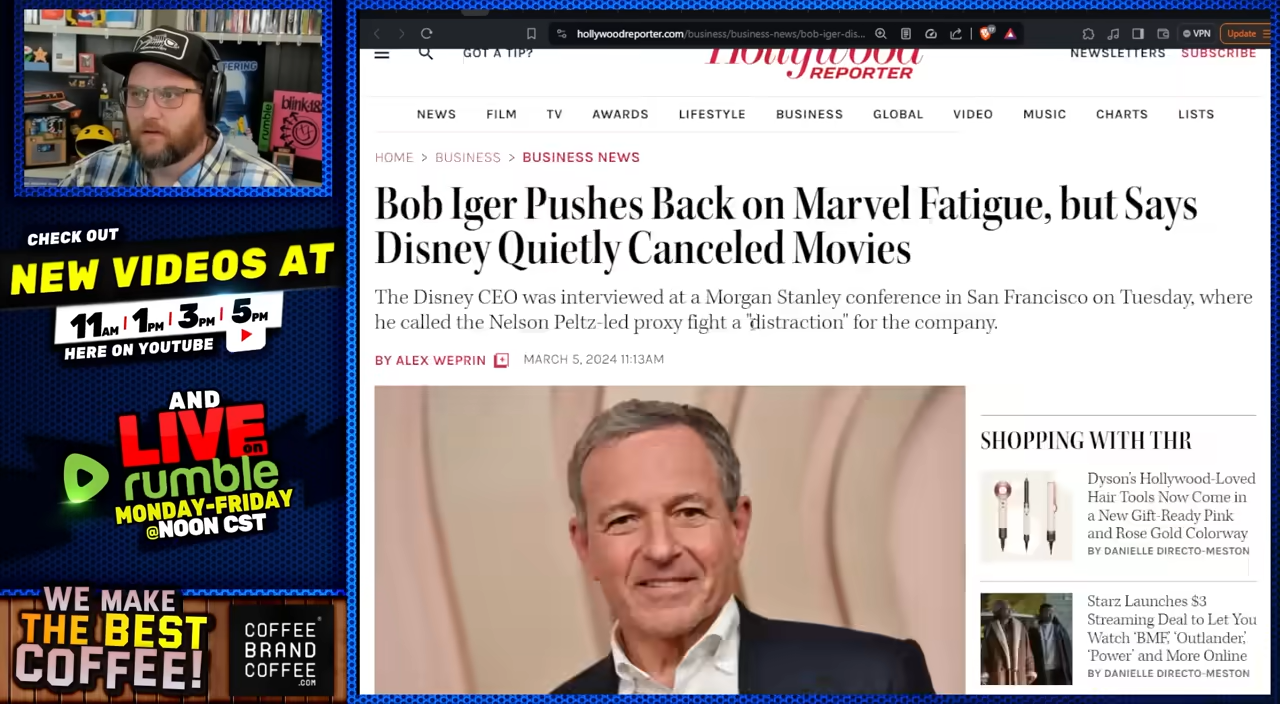 hollywoodreporter.com/business/business-news/bob-iger-dis...
VPN
Update
GOT A TIP?
Hollywood
REPORTER
NEWSLETTERS
SUBSCRIBE
NEWS
FILM
TV
AWARDS
LIFESTYLE
BUSINESS
GLOBAL
VIDEO
MUSIC
CHARTS
LISTS
HOME > BUSINESS > BUSINESS NEWS
Bob Iger Pushes Back on Marvel Fatigue, but Says
Disney Quietly Canceled Movies
The Disney CEO was interviewed at a Morgan Stanley conference in San Francisco on Tuesday, where
he called the Nelson Peltz-led proxy fight a "distraction" for the company.
BY ALEX WEPRIN
MARCH 5, 2024 11:13AM
SHOPPING WITH THR
Dyson's Hollywood-Loved
Hair Tools Now Come in
a New Gift-Ready Pink
and Rose Gold Colorway
BY DANIELLE DIRECTO-MESTON
Starz Launches $3
Streaming Deal to Let You
Watch 'BMF,' 'Outlander,'
'Power' and More Online
BY DANIELLE DIRECTO-MESTON
rumble
blink-182
CHECK OUT
NEW VIDEOS AT
11AM | 1PM | 3PM | 5PM
HERE ON YOUTUBE
AND
LIVE on
rumble
MONDAY-FRIDAY
@NOON CST
WE MAKE
THE BEST
COFFEE!
COFFEE
BRAND
COFFEE
.COM